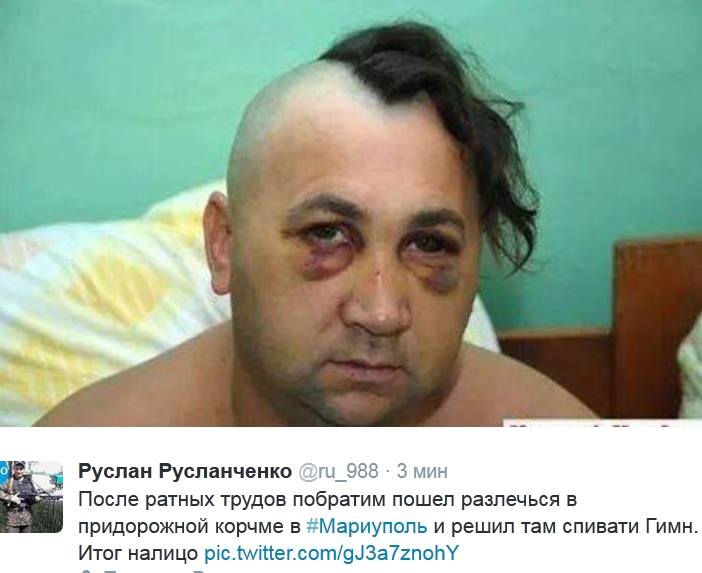 Руслан Русланченко @ru_988 · 3 мин
После ратных трудов побратим пошел разлечься в
придорожной корчме в #Мариуполь и решил там спивати Гимн.
Итог налицо pic.twitter.com/gJ3a7znohY